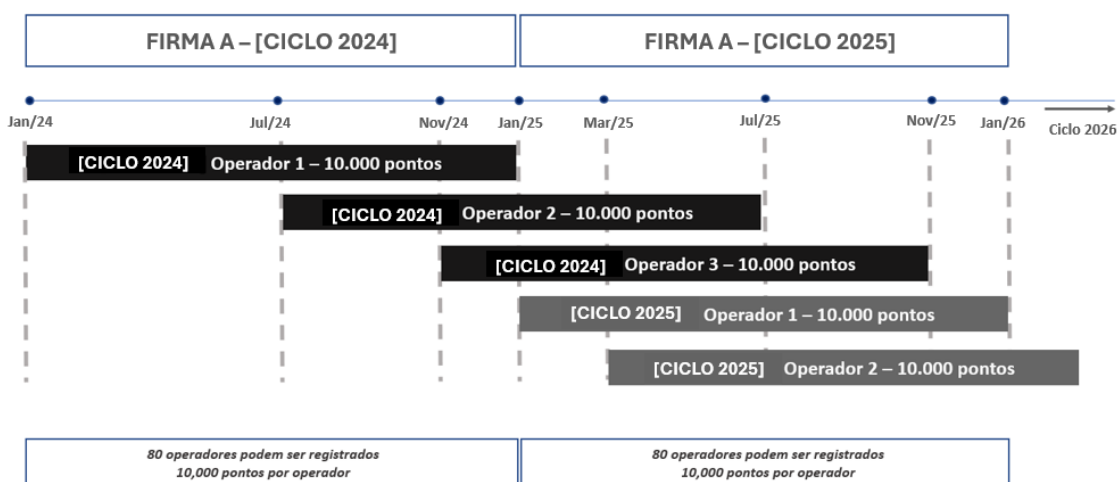 FIRMA A – [CICLO 2024]
FIRMA A – [CICLO 2025]
Jan/24
Jul/24
Nov/24
Jan/25
Mar/25
Jul/25
Nov/25
Jan/26
Ciclo 2026
[CICLO 2024] Operador 1 – 10.000 pontos
[CICLO 2024] Operador 2 – 10.000 pontos
[CICLO 2024] Operador 3 – 10.000 pontos
[CICLO 2025] Operador 1 – 10.000 pontos
[CICLO 2025] Operador 2 – 10.000 pontos
80 operadores podem ser registrados
10,000 pontos por operador
80 operadores podem ser registrados
10,000 pontos por operador